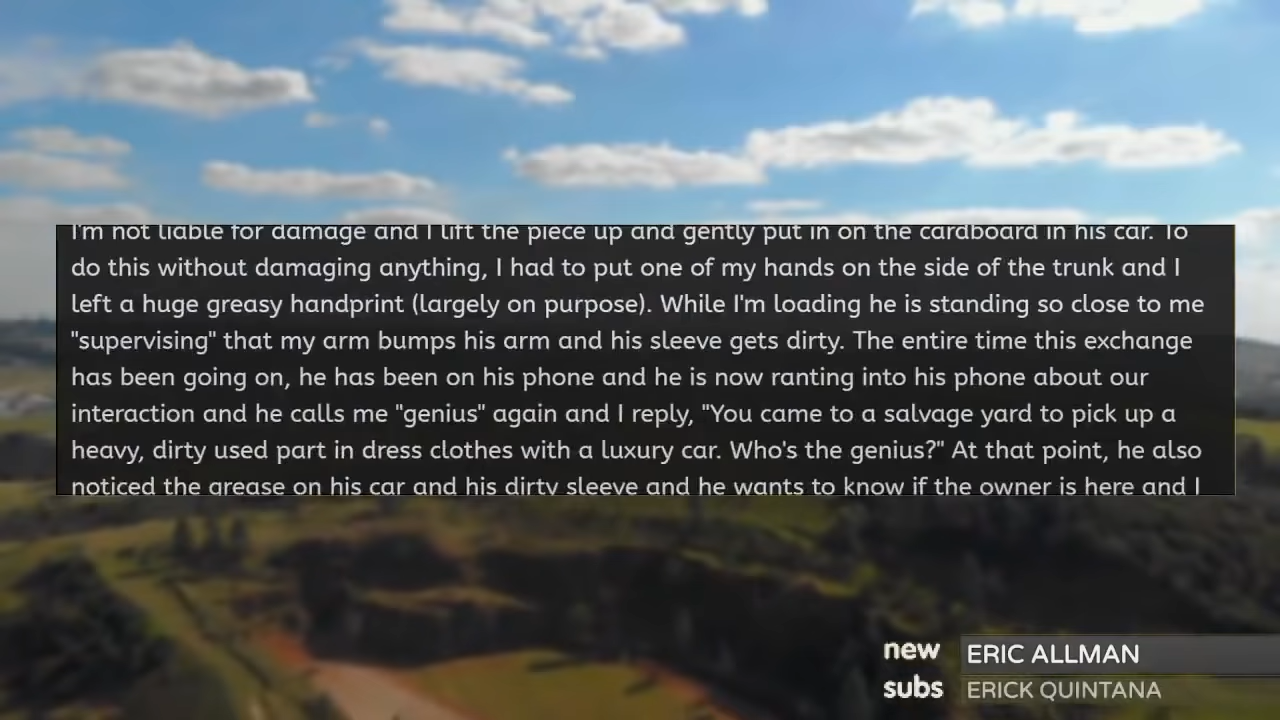 I'm not liable for damage and I lift the piece up and gently put in on the cardboard in his car. To
do this without damaging anything, I had to put one of my hands on the side of the trunk and I
left a huge greasy handprint (largely on purpose). While I'm loading he is standing so close to me
"supervising" that my arm bumps his arm and his sleeve gets dirty. The entire time this exchange
has been going on, he has been on his phone and he is now ranting into his phone about our
interaction and he calls me "genius" again and I reply, "You came to a salvage yard to pick up a
heavy, dirty used part in dress clothes with a luxury car. Who's the genius?" At that point, he also
noticed the grease on his car and his dirty sleeve and he wants to know if the owner is here and I
new
ERIC ALLMAN
subs
ERICK QUINTANA